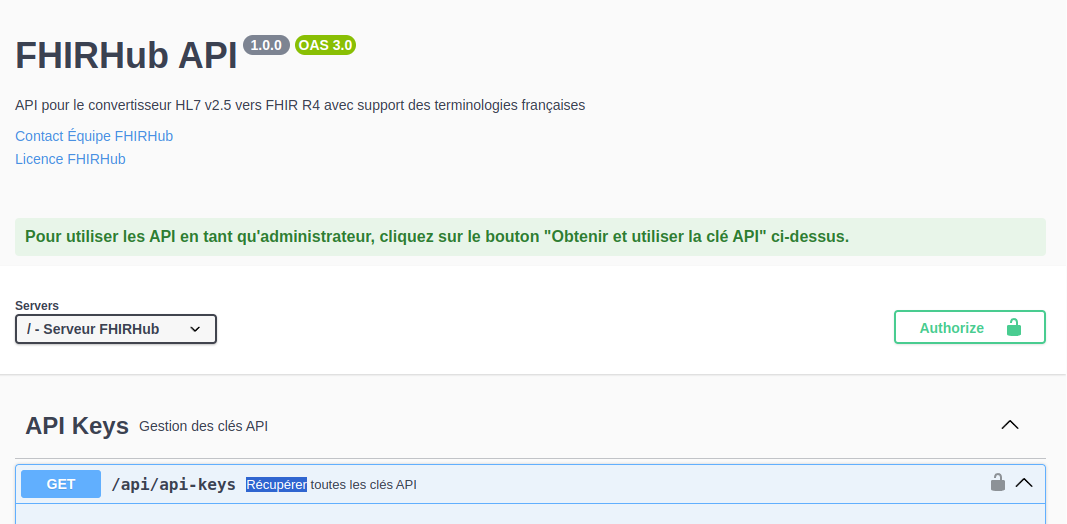 FHIRHub API 1.0.0 OAS 3.0
API pour le convertisseur HL7 v2.5 vers FHIR R4 avec support des terminologies françaises
Contact Équipe FHIRHub
Licence FHIRHub
Pour utiliser les API en tant qu'administrateur, cliquez sur le bouton "Obtenir et utiliser la clé API" ci-dessus.
Servers
/ - Serveur FHIRHub
Authorize
API Keys Gestion des clés API
GET /api/api-keys Récupérer toutes les clés API